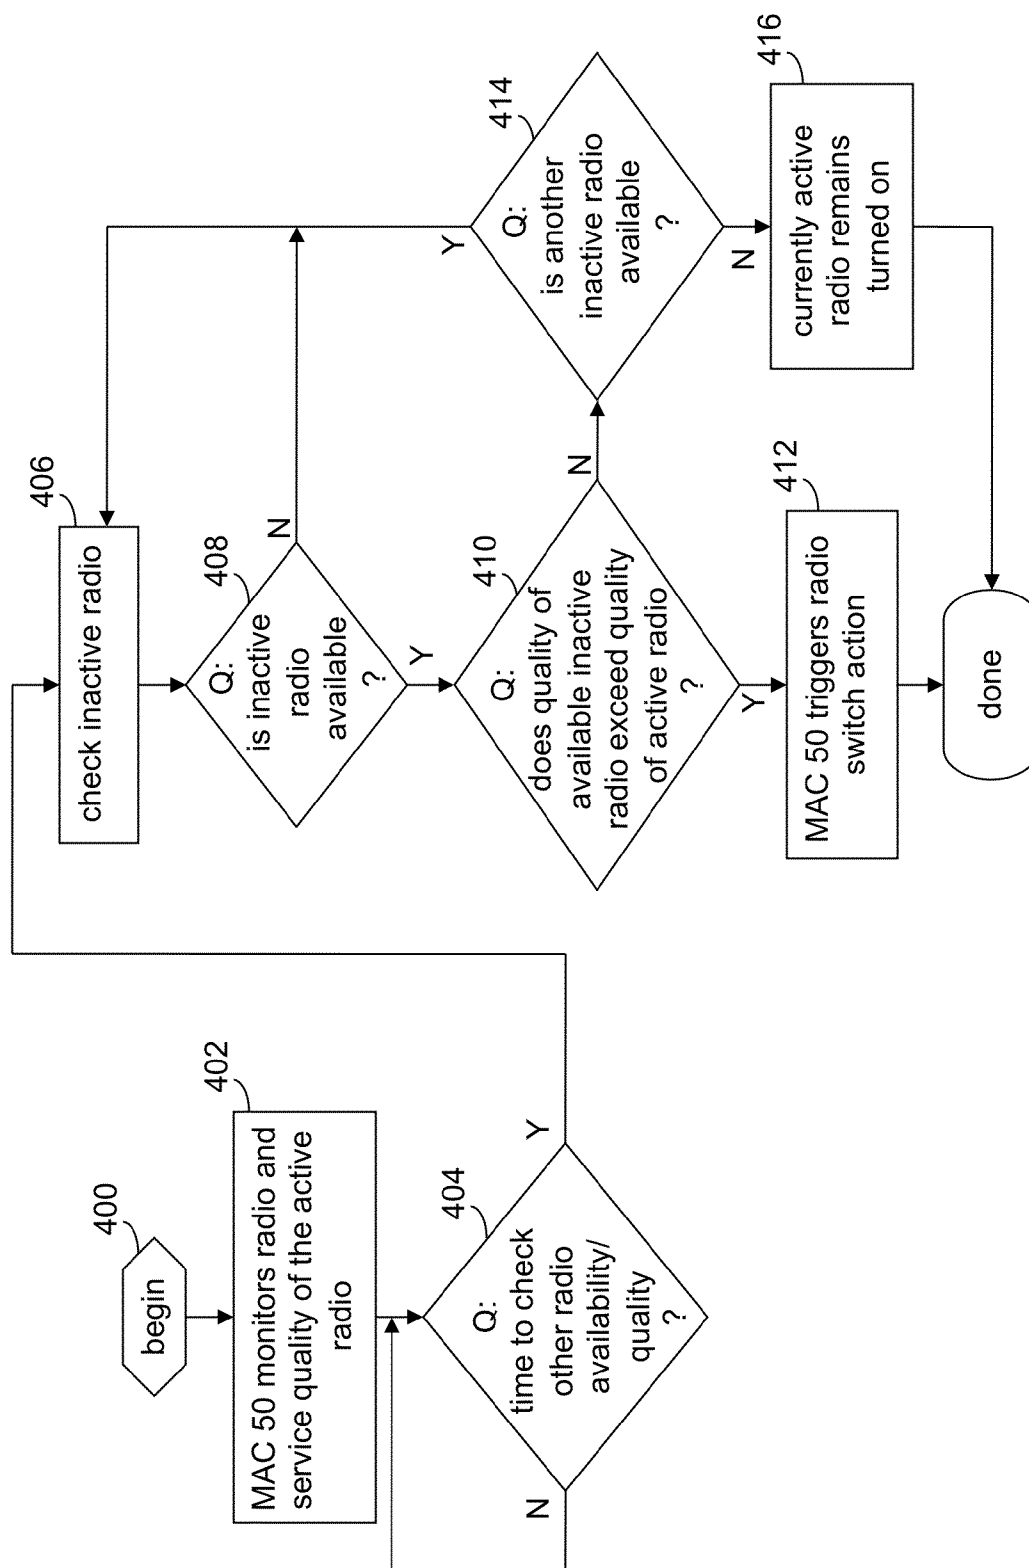 400
begin
402
MAC 50 monitors radio and
service quality of the active
radio
404
Q:
time to check
other radio
availability/
quality
?
N
Y
406
check inactive radio
408
Q:
is inactive
radio
available
?
N
Y
410
Q:
does quality of
available inactive
radio exceed quality
of active radio
?
N
Y
412
MAC 50 triggers radio
switch action
414
Q:
is another
inactive radio
available
?
Y
N
416
currently active
radio remains
turned on
done